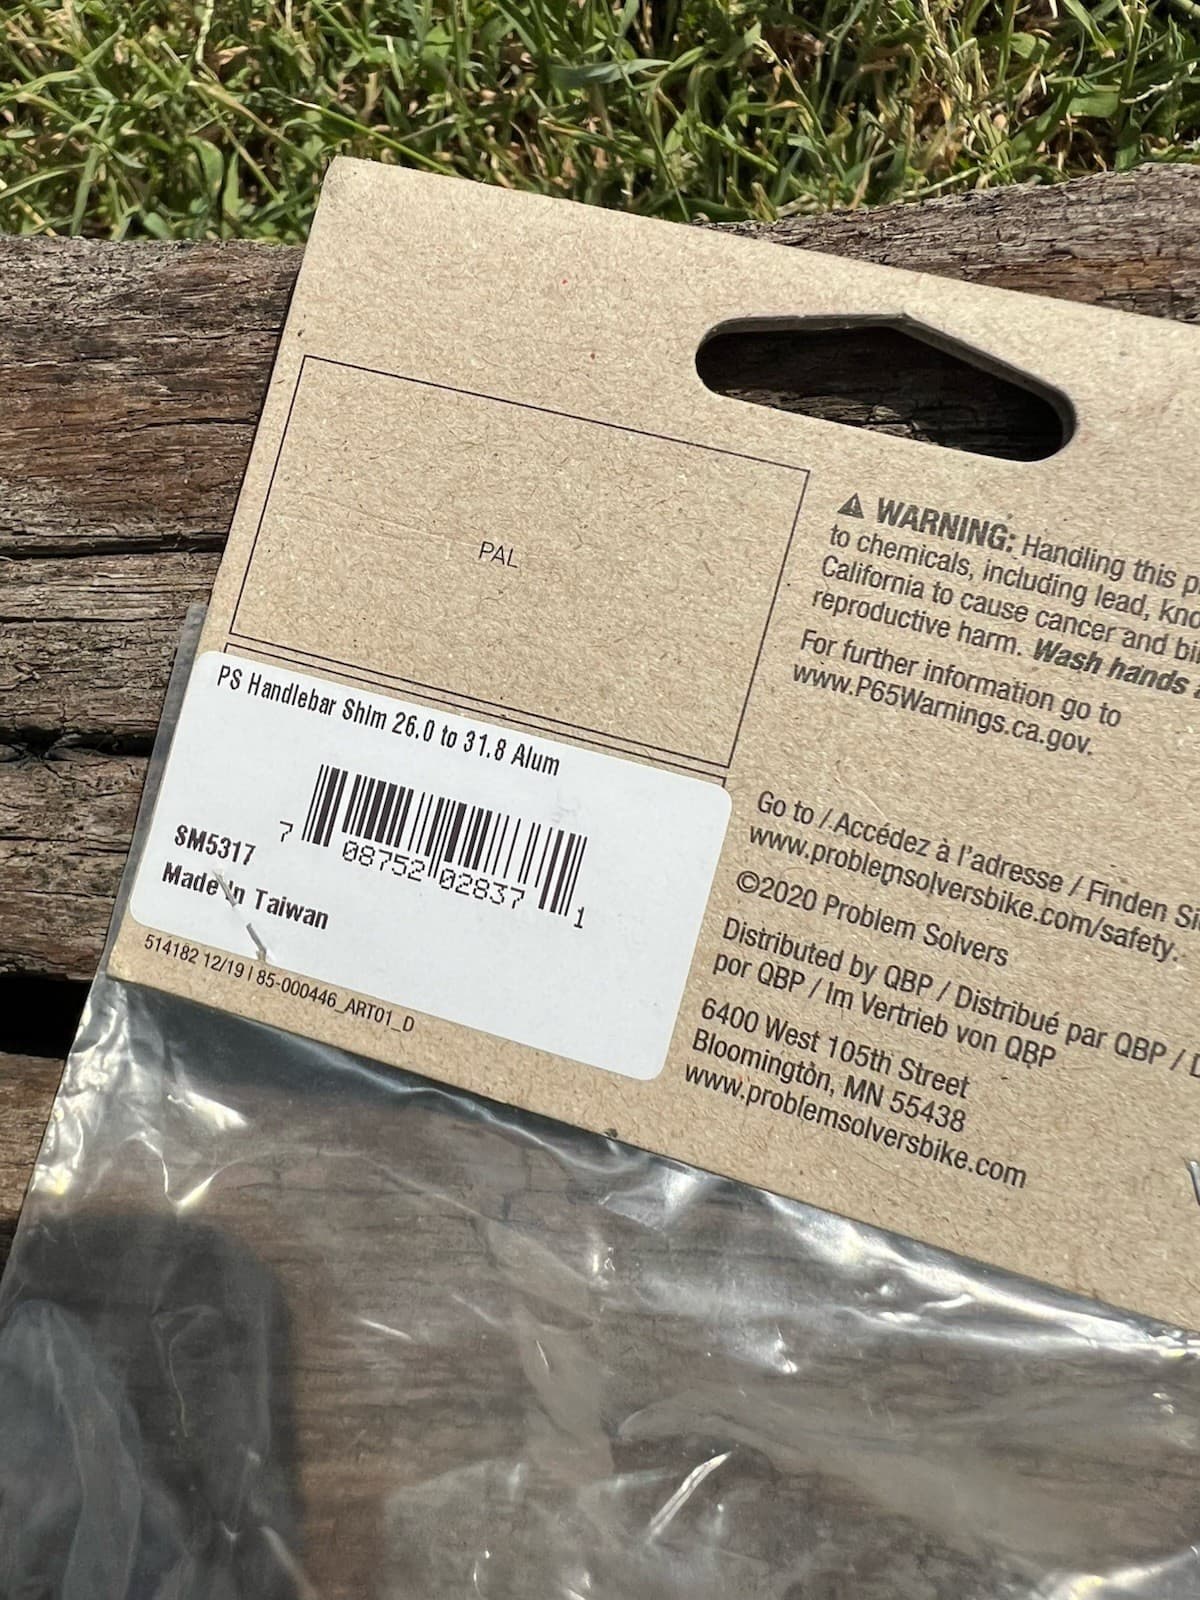 PAL
PS Handlebar Shim 26.0 to 31.8 Alum
7 08752 02837 1
SM5317
Made in Taiwan
514182 12/19 | 85-000446_ART01_D
WARNING: Handling this
to chemicals, including lead,
California to cause cancer and
reproductive harm. Wash hands
For further information go to
www.P65Warnings.ca.gov.
Go to / Accédez à l'adresse / Finden
www.problemsolversbike.com/safety.
©2020 Problem Solvers
Distributed by QBP / Distribué par QBP /
por QBP / Im Vertrieb von QBP
6400 West 105th Street
Bloomington, MN 55438
www.problemsolversbike.com